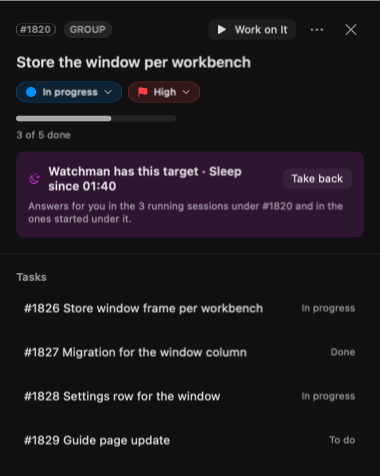 #1820 GROUP Work on It
Store the window per workbench
In progress High
3 of 5 done
Watchman has this target · Sleep
since 01:40
Take back
Answers for you in the 3 running sessions under #1820 and in the
ones started under it.
Tasks
#1826 Store window frame per workbench In progress
#1827 Migration for the window column Done
#1828 Settings row for the window In progress
#1829 Guide page update To do